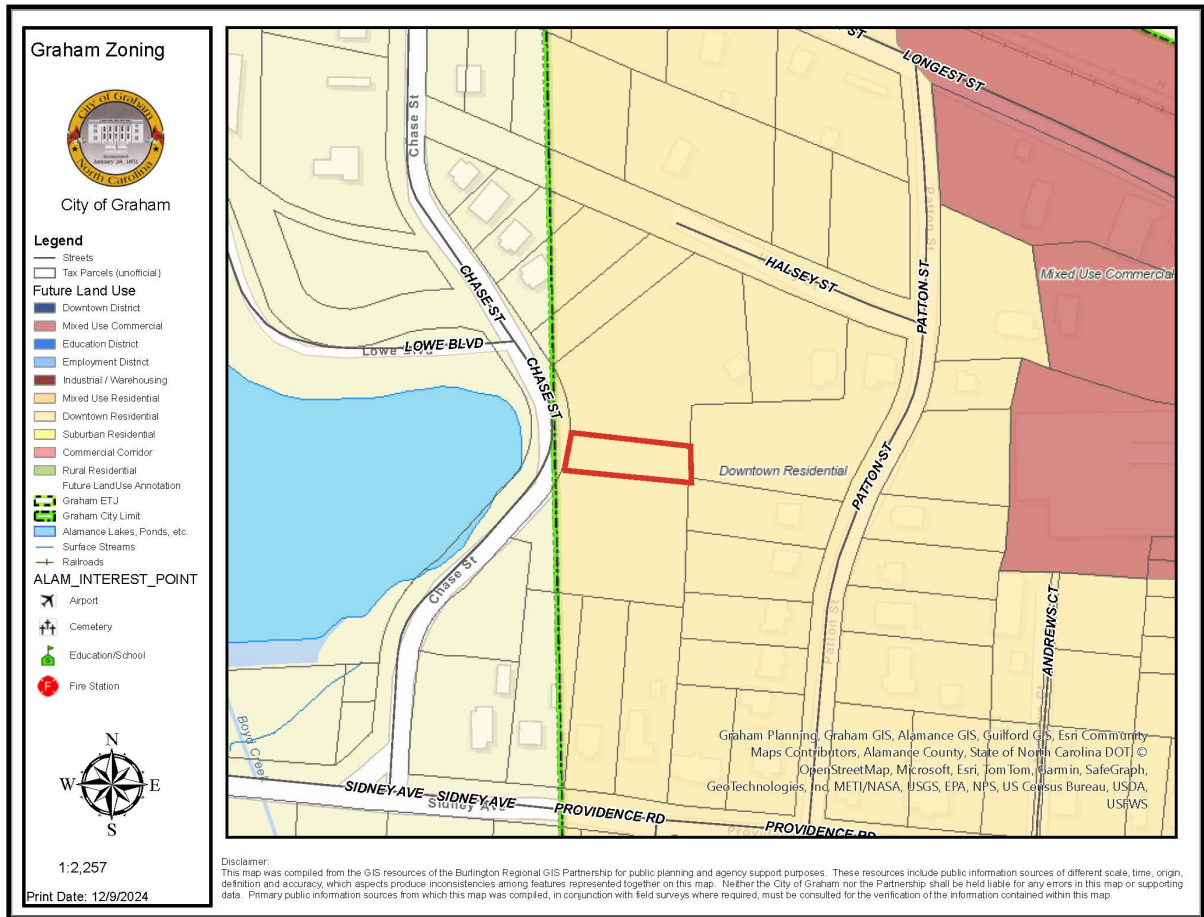 Graham Zoning
City of Graham
Incorporated
January 28, 1851
North Carolina
City of Graham
Legend
Streets
Tax Parcels (unofficial)
Future Land Use
Downtown District
Mixed Use Commercial
Education District
Employment District
Industrial / Warehousing
Mixed Use Residential
Downtown Residential
Suburban Residential
Commercial Corridor
Rural Residential
Future LandUse Annotation
Graham ETJ
Graham City Limit
Alamance Lakes, Ponds, etc.
Surface Streams
Railroads
ALAM_INTEREST_POINT
Airport
Cemetery
Education/School
F
Fire Station
N
W
E
S
1:2,257
Print Date: 12/9/2024
ST
LONGEST ST
Chase St
Patton St
Mixed Use Commercial
CHASE ST
HALSEY ST
PATTON ST
LOWE BLVD
Lowe Blvd
CHASE ST
Downtown Residential
PATTON ST
Chase St
Patton St
ANDREWS CT
Boyd Creek
SIDNEY AVE
SIDNEY AVE
Sidney Ave
PROVIDENCE RD
PROVIDENCE RD
Graham Planning, Graham GIS, Alamance GIS, Guilford GIS, Esri Community
Maps Contributors, Alamance County, State of North Carolina DOT, ©
OpenStreetMap, Microsoft, Esri, TomTom, Garmin, SafeGraph,
GeoTechnologies, Inc, METI/NASA, USGS, EPA, NPS, US Census Bureau, USDA,
USFWS
Disclaimer:
This map was compiled from the GIS resources of the Burlington Regional GIS Partnership for public planning and agency support purposes. These resources include public information sources of different scale, time, origin,
definition and accuracy, which aspects produce inconsistencies among features represented together on this map. Neither the City of Graham nor the Partnership shall be held liable for any errors in this map or supporting
data. Primary public information sources from which this map was compiled, in conjunction with field surveys where required, must be consulted for the verification of the information contained within this map.